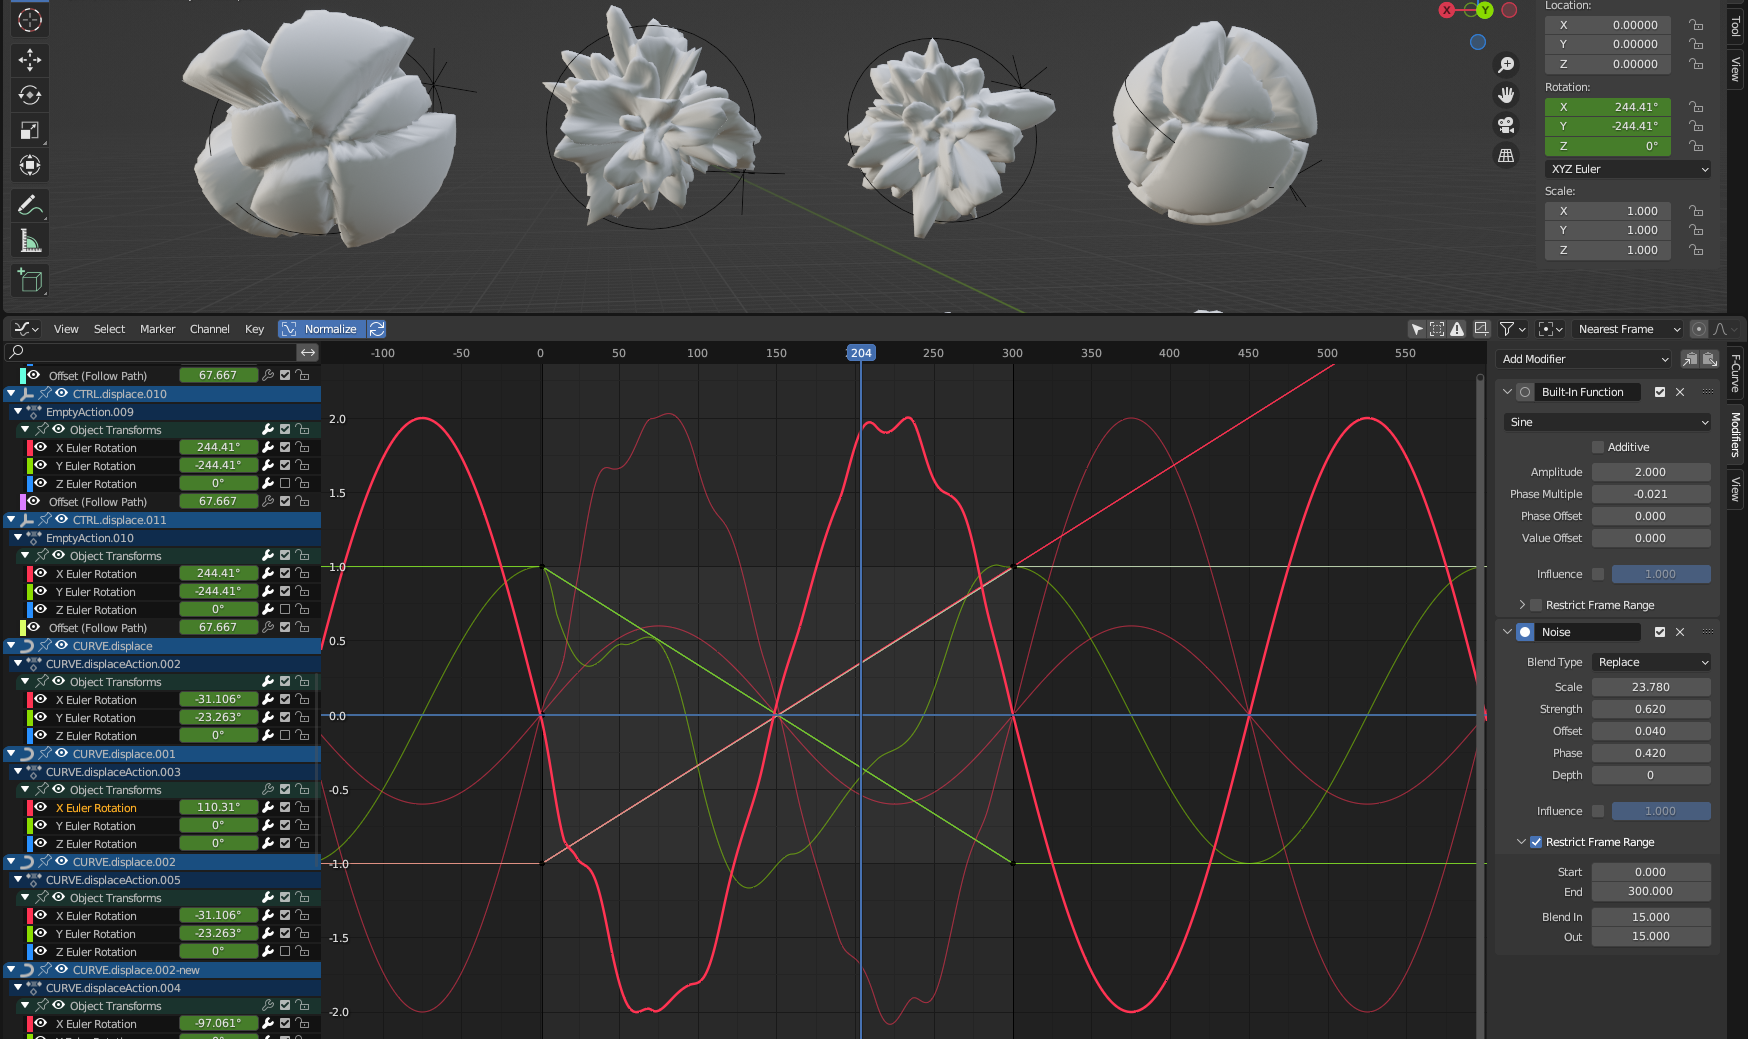 X Y
Location:
X 0.00000
Y 0.00000
Z 0.00000
Rotation:
X 244.41°
Y -244.41°
Z 0°
XYZ Euler
Scale:
X 1.000
Y 1.000
Z 1.000
Tool
View
View Select Marker Channel Key Normalize Nearest Frame
-100 -50 0 50 100 150 204 250 300 350 400 450 500 550
Offset (Follow Path) 67.667
CTRL.displace.010
EmptyAction.009
Object Transforms
X Euler Rotation 244.41°
Y Euler Rotation -244.41°
Z Euler Rotation 0°
Offset (Follow Path) 67.667
CTRL.displace.011
EmptyAction.010
Object Transforms
X Euler Rotation 244.41°
Y Euler Rotation -244.41°
Z Euler Rotation 0°
Offset (Follow Path) 67.667
CURVE.displace
CURVE.displaceAction.002
Object Transforms
X Euler Rotation -31.106°
Y Euler Rotation -23.263°
Z Euler Rotation 0°
CURVE.displace.001
CURVE.displaceAction.003
Object Transforms
X Euler Rotation 110.31°
Y Euler Rotation 0°
Z Euler Rotation 0°
CURVE.displace.002
CURVE.displaceAction.005
Object Transforms
X Euler Rotation -31.106°
Y Euler Rotation -23.263°
Z Euler Rotation 0°
CURVE.displace.002-new
CURVE.displaceAction.004
Object Transforms
X Euler Rotation -97.061°
2.0
1.5
1.0
0.5
0.0
-0.5
-1.0
-1.5
-2.0
Add Modifier
Built-In Function
Sine
Additive
Amplitude 2.000
Phase Multiple -0.021
Phase Offset 0.000
Value Offset 0.000
Influence 1.000
Restrict Frame Range
Noise
Blend Type Replace
Scale 23.780
Strength 0.620
Offset 0.040
Phase 0.420
Depth 0
Influence 1.000
Restrict Frame Range
Start 0.000
End 300.000
Blend In 15.000
Out 15.000
F-Curve
Modifiers
View